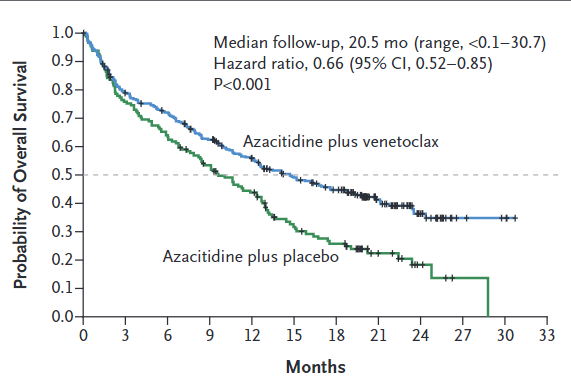 Median follow-up, 20.5 mo (range, <0.1–30.7)
Hazard ratio, 0.66 (95% CI, 0.52–0.85)
P<0.001
Azacitidine plus venetoclax
Azacitidine plus placebo
Probability of Overall Survival
1.0
0.9
0.8
0.7
0.6
0.5
0.4
0.3
0.2
0.1
0.0
0 3 6 9 12 15 18 21 24 27 30 33
Months